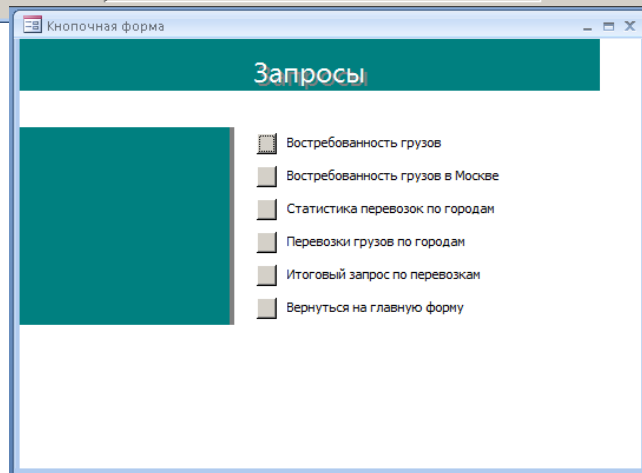 Кнопочная форма
Запросы
Востребованность грузов
Востребованность грузов в Москве
Статистика перевозок по городам
Перевозки грузов по городам
Итоговый запрос по перевозкам
Вернуться на главную форму